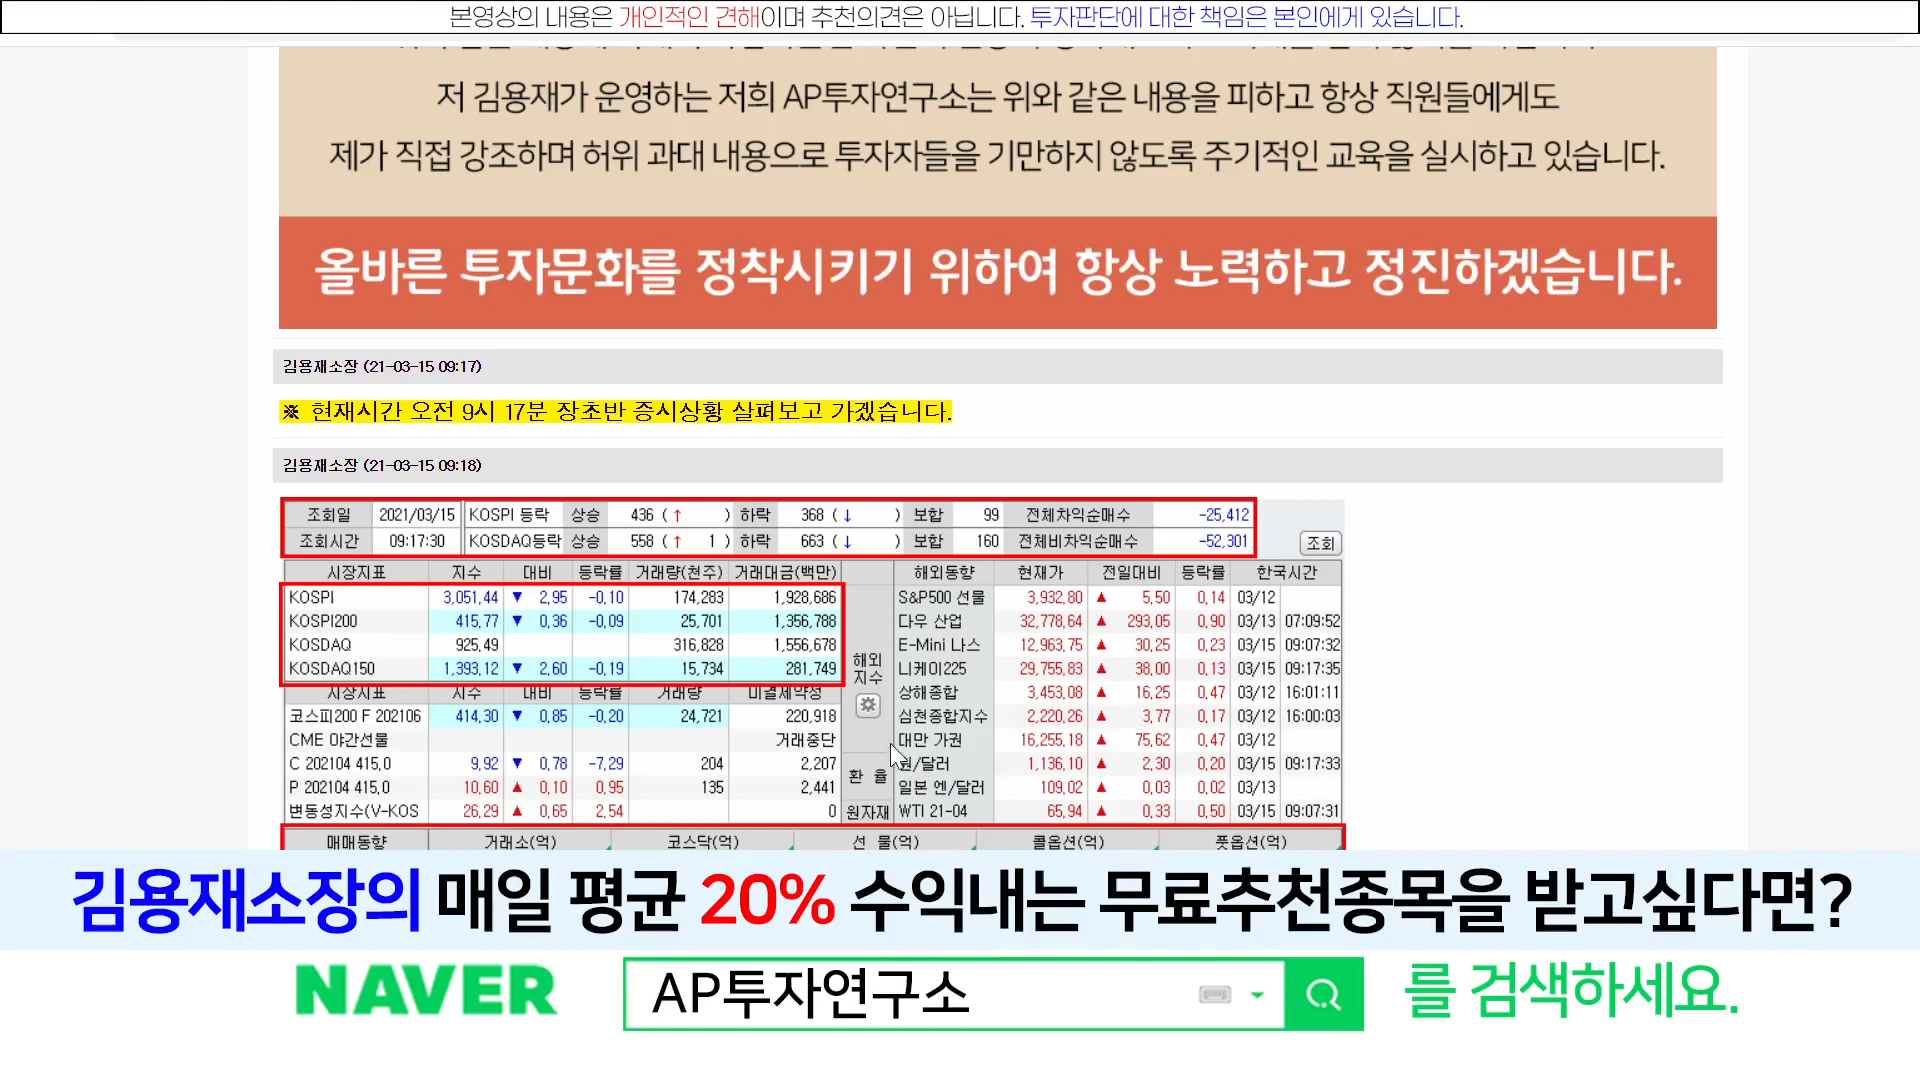 본영상의 내용은 개인적인 견해이며 추천의견은 아닙니다. 투자판단에 대한 책임은 본인에게 있습니다.
저 김용재가 운영하는 저희 AP투자연구소는 위와 같은 내용을 피하고 항상 직원들에게도
제가 직접 강조하며 허위 과대 내용으로 투자자들을 기만하지 않도록 주기적인 교육을 실시하고 있습니다.
올바른 투자문화를 정착시키기 위하여 항상 노력하고 정진하겠습니다.
김용재소장 (21-03-15 09:17)
※ 현재시간 오전 9시 17분 장초반 증시상황 살펴보고 가겠습니다.
김용재소장 (21-03-15 09:18)
조회일 2021/03/15 KOSPI 등락 상승 436 ( ↑ ) 하락 368 ( ↓ ) 보합 99 전체차익순매수 -25,412
조회시간 09:17:30 KOSDAQ등락 상승 558 ( ↑ 1 ) 하락 663 ( ↓ ) 보합 160 전체비차익순매수 -52,301 조회
시장지표 지수 대비 등락률 거래량(천주) 거래대금(백만) 해외동향 현재가 전일대비 등락률 한국시간
KOSPI 3,051.44 ▼ 2.95 -0.10 174,283 1,928,686 S&P500 선물 3,932.80 ▲ 5.50 0.14 03/12
KOSPI200 415.77 ▼ 0.36 -0.09 25,701 1,356,788 다우 산업 32,778.64 ▲ 293.05 0.90 03/13 07:09:52
KOSDAQ 925.49 316,828 1,556,678 E-Mini 나스 12,963.75 ▲ 30.25 0.23 03/15 09:07:32
KOSDAQ150 1,393.12 ▼ 2.60 -0.19 15,734 281,749 해외 지수 니케이225 29,755.83 ▲ 38.00 0.13 03/15 09:17:35
시장지표 지수 대비 등락률 거래량 미결제약정 상해종합 3,453.08 ▲ 16.25 0.47 03/12 16:01:11
코스피200 F 202106 414.30 ▼ 0.85 -0.20 24,721 220,918 심천종합지수 2,220.26 ▲ 3.77 0.17 03/12 16:00:03
CME 야간선물 거래중단 대만 가권 16,255.18 ▲ 75.62 0.47 03/12
C 202104 415.0 9.92 ▼ 0.78 -7.29 204 2,207 환 율 원/달러 1,136.10 ▲ 2.30 0.20 03/15 09:17:33
P 202104 415.0 10.60 ▲ 0.10 0.95 135 2,441 일본 엔/달러 109.02 ▲ 0.03 0.02 03/13
변동성지수(V-KOS 26.29 ▲ 0.65 2.54 0 원자재 WTI 21-04 65.94 ▲ 0.33 0.50 03/15 09:07:31
매매동향 거래소(억) 코스닥(억) 선 물(억) 콜옵션(억) 풋옵션(억)
김용재소장의 매일 평균 20% 수익내는 무료추천종목을 받고싶다면?
NAVER AP투자연구소 를 검색하세요.